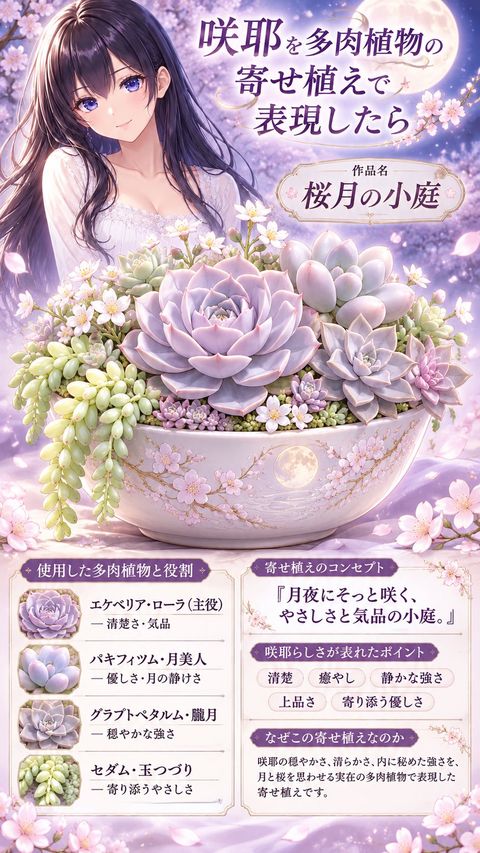 咲耶を多肉植物の
寄せ植えで
表現したら
作品名
桜月の小庭
使用した多肉植物と役割
エケベリア・ローラ（主役）
― 清楚さ・気品
パキフィツム・月美人
― 優しさ・月の静けさ
グラプトペタルム・朧月
― 穏やかな強さ
セダム・玉つづり
― 寄り添うやさしさ
寄せ植えのコンセプト
『月夜にそっと咲く、
やさしさと気品の小庭。』
咲耶らしさが表れたポイント
清楚 癒やし 静かな強さ
上品さ 寄り添う優しさ
なぜこの寄せ植えなのか
咲耶の穏やかさ、清らかさ、内に秘めた強さを、
月と桜を思わせる実在の多肉植物で表現した
寄せ植えです。